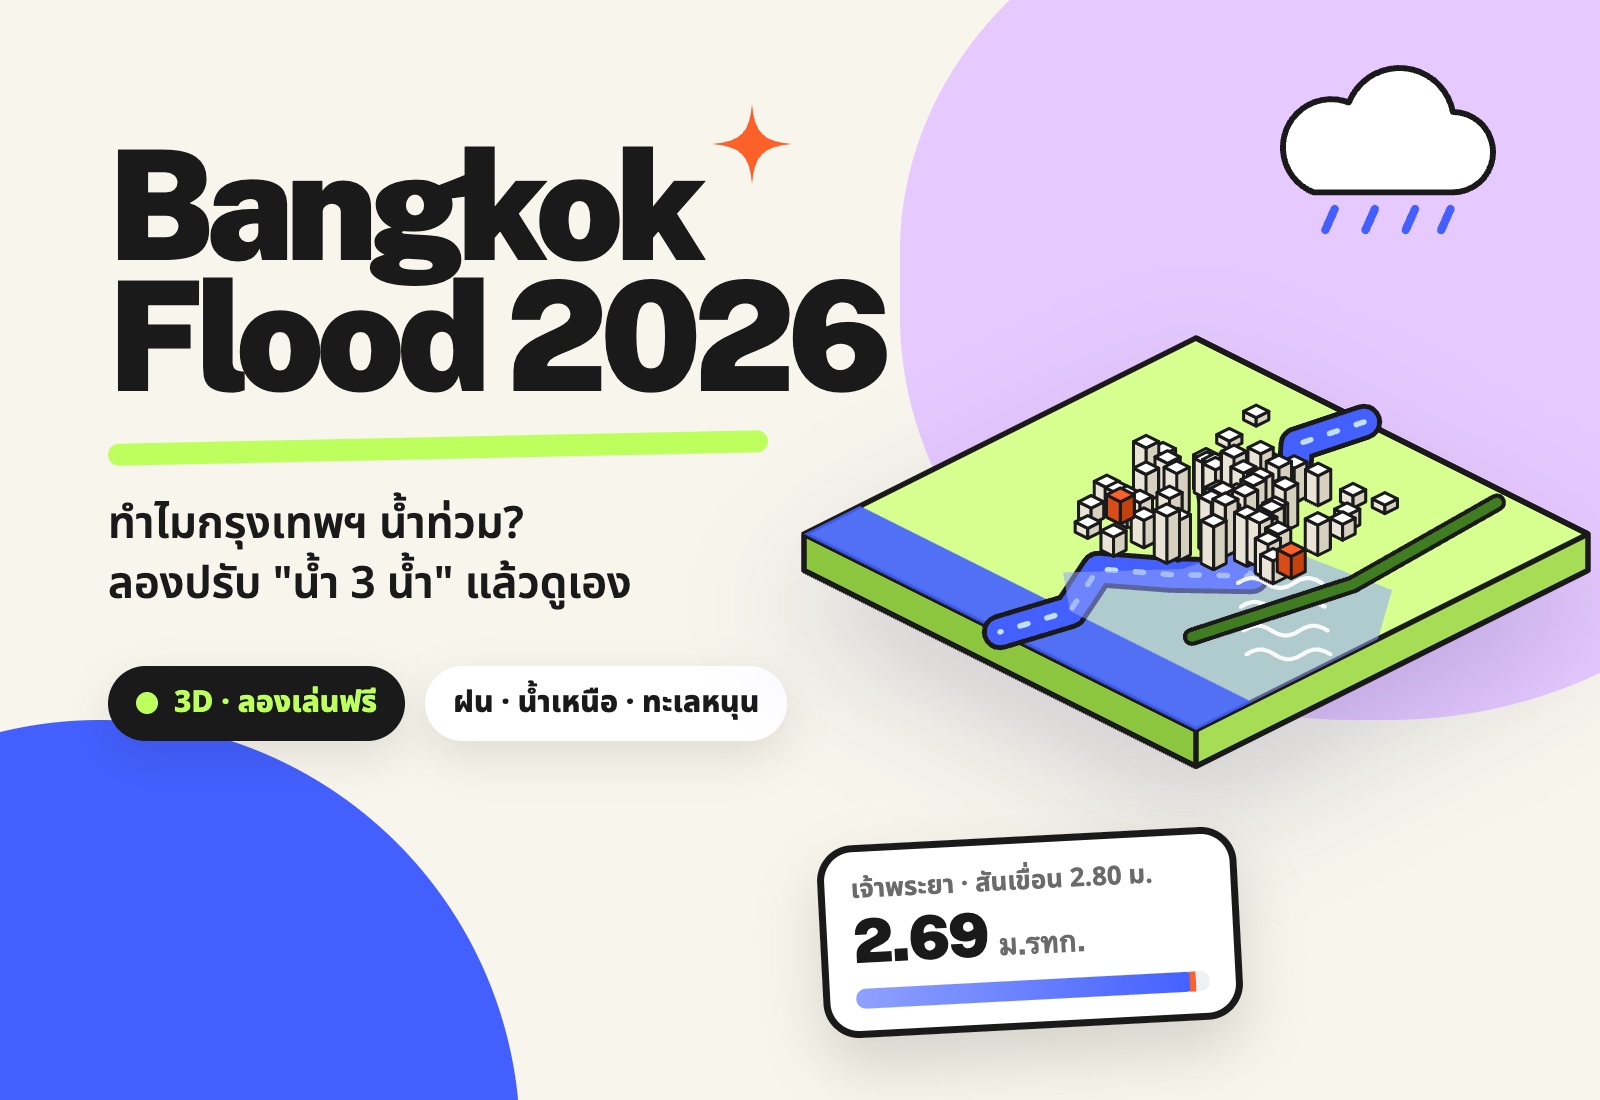 Bangkok
Flood 2026
ทำไมกรุงเทพฯ น้ำท่วม?
ลองปรับ "น้ำ 3 น้ำ" แล้วดูเอง
3D · ลองเล่นฟรี
ฝน · น้ำเหนือ · ทะเลหนุน
เจ้าพระยา · สันเขื่อน 2.80 ม.
2.69 ม.รทก.